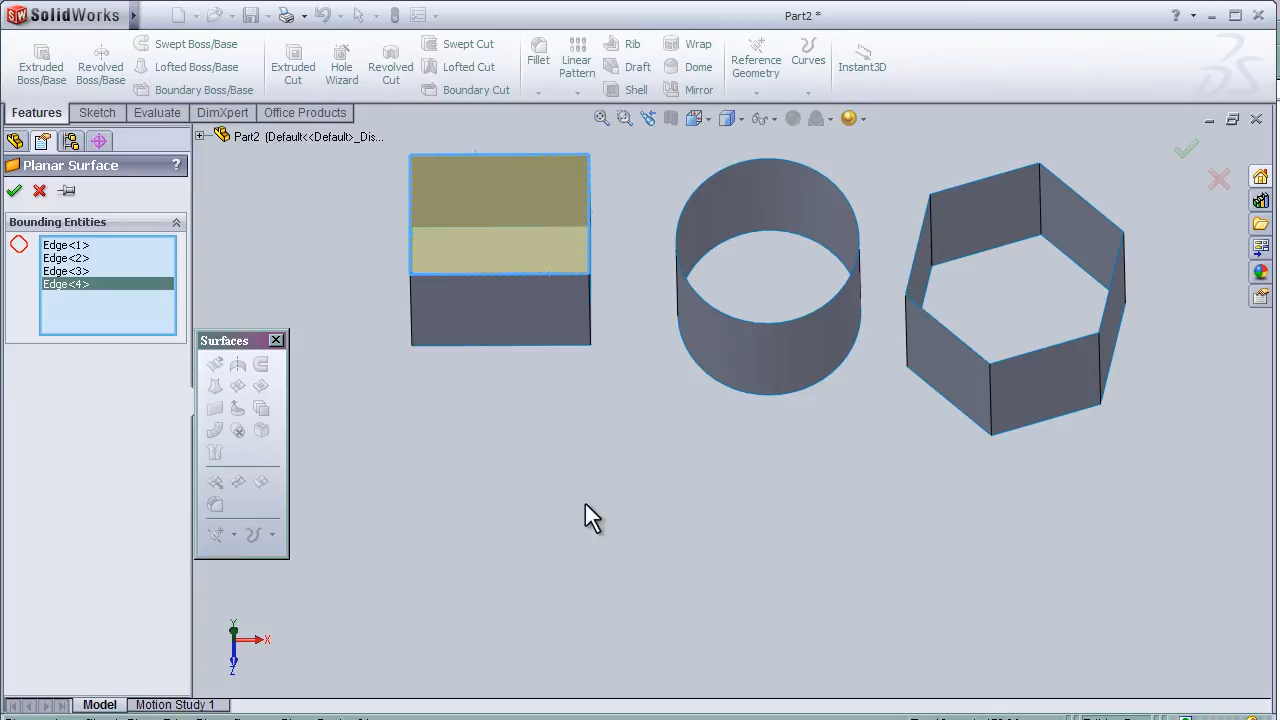 SolidWorks
Part2 *
Extruded Boss/Base
Revolved Boss/Base
Swept Boss/Base
Lofted Boss/Base
Boundary Boss/Base
Extruded Cut
Hole Wizard
Revolved Cut
Swept Cut
Lofted Cut
Boundary Cut
Fillet
Linear Pattern
Rib
Draft
Shell
Wrap
Dome
Mirror
Reference Geometry
Curves
Instant3D
Features
Sketch
Evaluate
DimXpert
Office Products
Part2 (Default<<Default>_Dis...
Planar Surface
?
Bounding Entities
Edge<1>
Edge<2>
Edge<3>
Edge<4>
Surfaces
Y
X
Z
Model
Motion Study 1